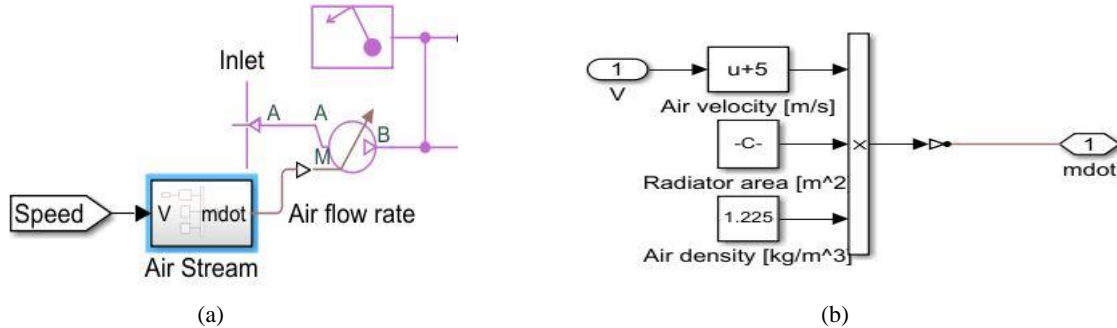 Inlet
A
A
B
M
Speed
V
mdot
Air flow rate
Air Stream
(a)
1
V
u+5
Air velocity [m/s]
-C-
Radiator area [m^2
1.225
Air density [kg/m^3]
X
1
mdot
(b)